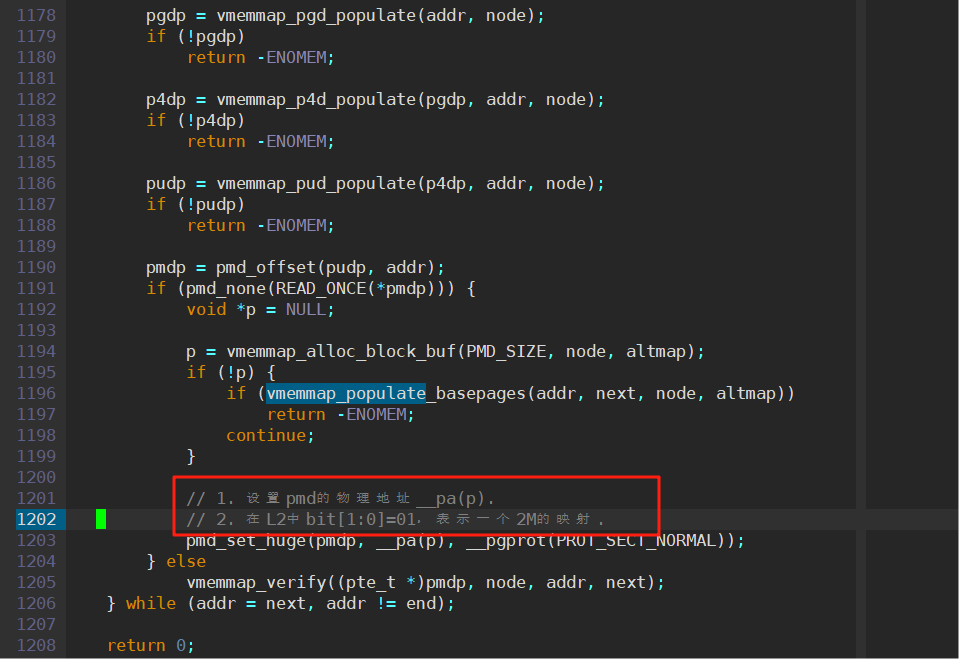 1178 pgdp = vmemmap_pgd_populate(addr, node);
1179 if (!pgdp)
1180 return -ENOMEM;
1181
1182 p4dp = vmemmap_p4d_populate(pgdp, addr, node);
1183 if (!p4dp)
1184 return -ENOMEM;
1185
1186 pudp = vmemmap_pud_populate(p4dp, addr, node);
1187 if (!pudp)
1188 return -ENOMEM;
1189
1190 pmdp = pmd_offset(pudp, addr);
1191 if (pmd_none(READ_ONCE(*pmdp))) {
1192 void *p = NULL;
1193
1194 p = vmemmap_alloc_block_buf(PMD_SIZE, node, altmap);
1195 if (!p) {
1196 if (vmemmap_populate_basepages(addr, next, node, altmap))
1197 return -ENOMEM;
1198 continue;
1199 }
1200
1201 // 1. 设置pmd的物理地址__pa(p).
1202 // 2. 在L2中bit[1:0]=01, 表示一个2M的映射.
1203 pmd_set_huge(pmdp, __pa(p), __pgprot(PROT_SECT_NORMAL));
1204 } else
1205 vmemmap_verify((pte_t *)pmdp, node, addr, next);
1206 } while (addr = next, addr != end);
1207
1208 return 0;